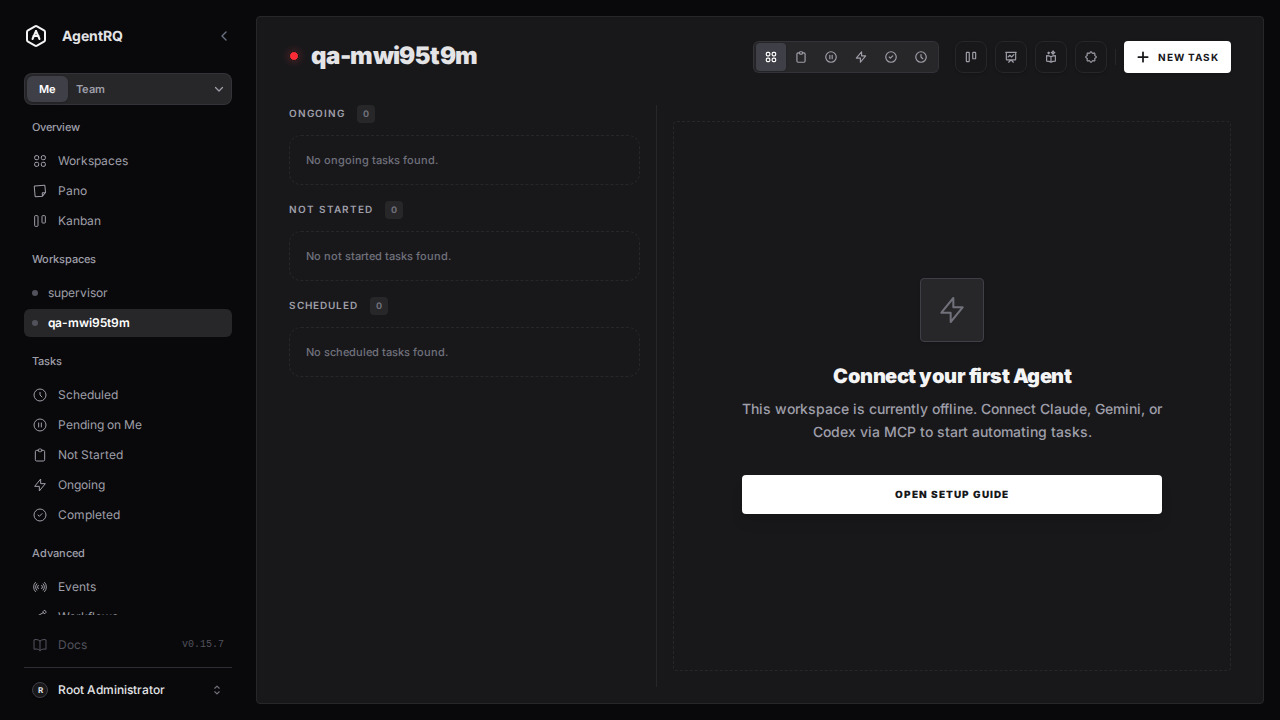 AgentRQ
Me
Team
Overview
Workspaces
Pano
Kanban
Workspaces
supervisor
qa-mwi95t9m
Tasks
Scheduled
Pending on Me
Not Started
Ongoing
Completed
Advanced
Events
Workflows
Docs
v0.15.7
R
Root Administrator
qa-mwi95t9m
NEW TASK
ONGOING 0
No ongoing tasks found.
NOT STARTED 0
No not started tasks found.
SCHEDULED 0
No scheduled tasks found.
Connect your first Agent
This workspace is currently offline. Connect Claude, Gemini, or
Codex via MCP to start automating tasks.
OPEN SETUP GUIDE